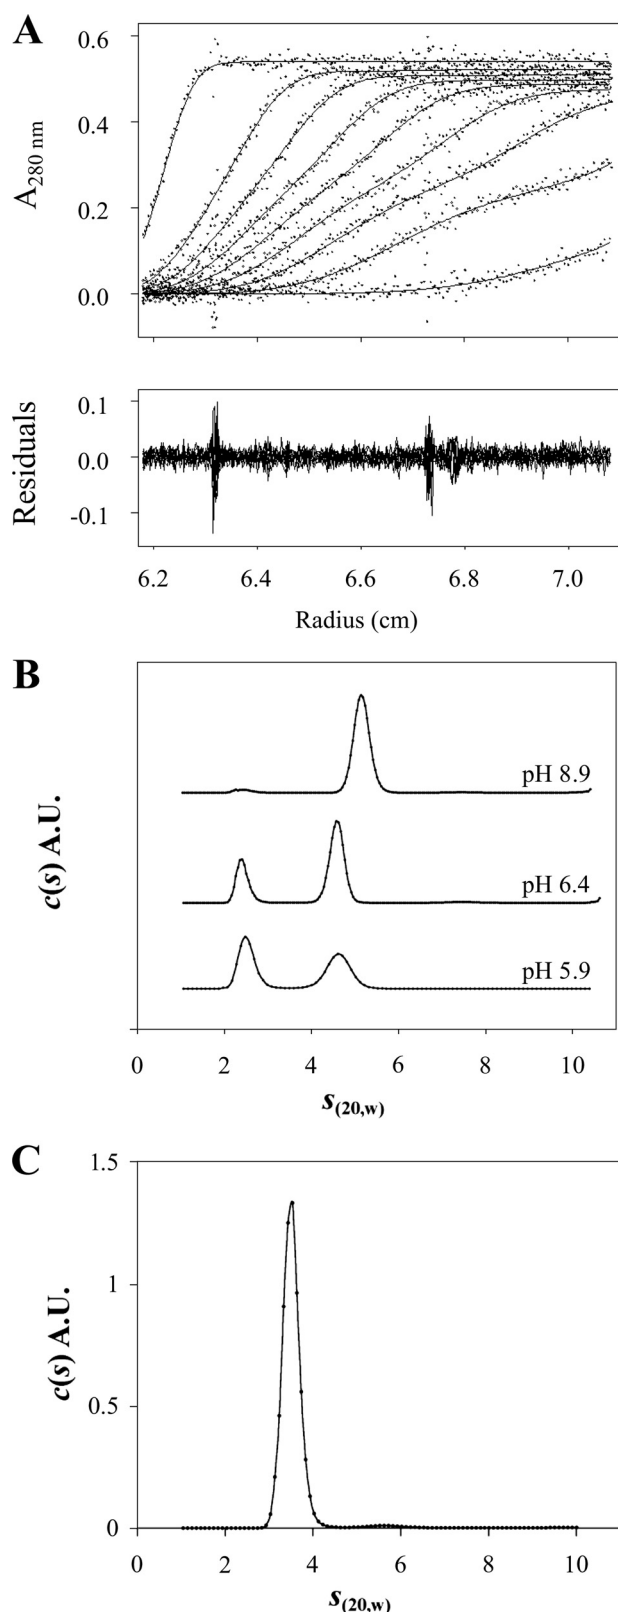 A
0.6
0.4
0.2
0.0
A280 nm
0.1
0.0
-0.1
Residuals
6.2 6.4 6.6 6.8 7.0
Radius (cm)
B
pH 8.9
pH 6.4
pH 5.9
c(s) A.U.
0 2 4 6 8 10
s(20,w)
C
1.5
1
0.5
0
c(s) A.U.
0 2 4 6 8 10
s(20,w)